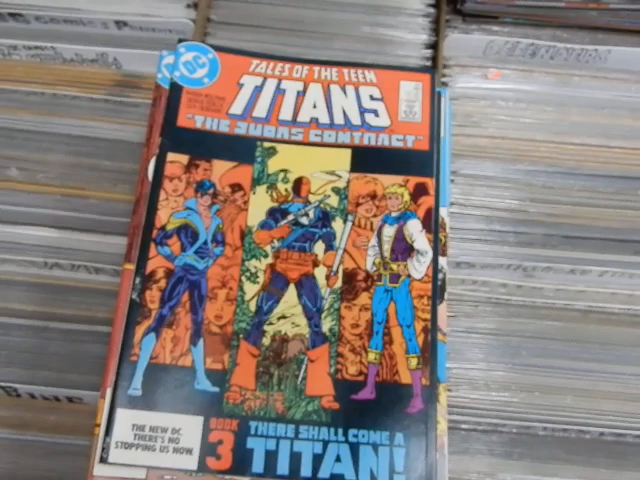 DC
TALES OF THE TEEN
TITANS
"THE JUDAS CONTRACT"
BOOK
3
THERE SHALL COME A
TITAN!
THE NEW DC.
THERE'S NO
STOPPING US NOW.